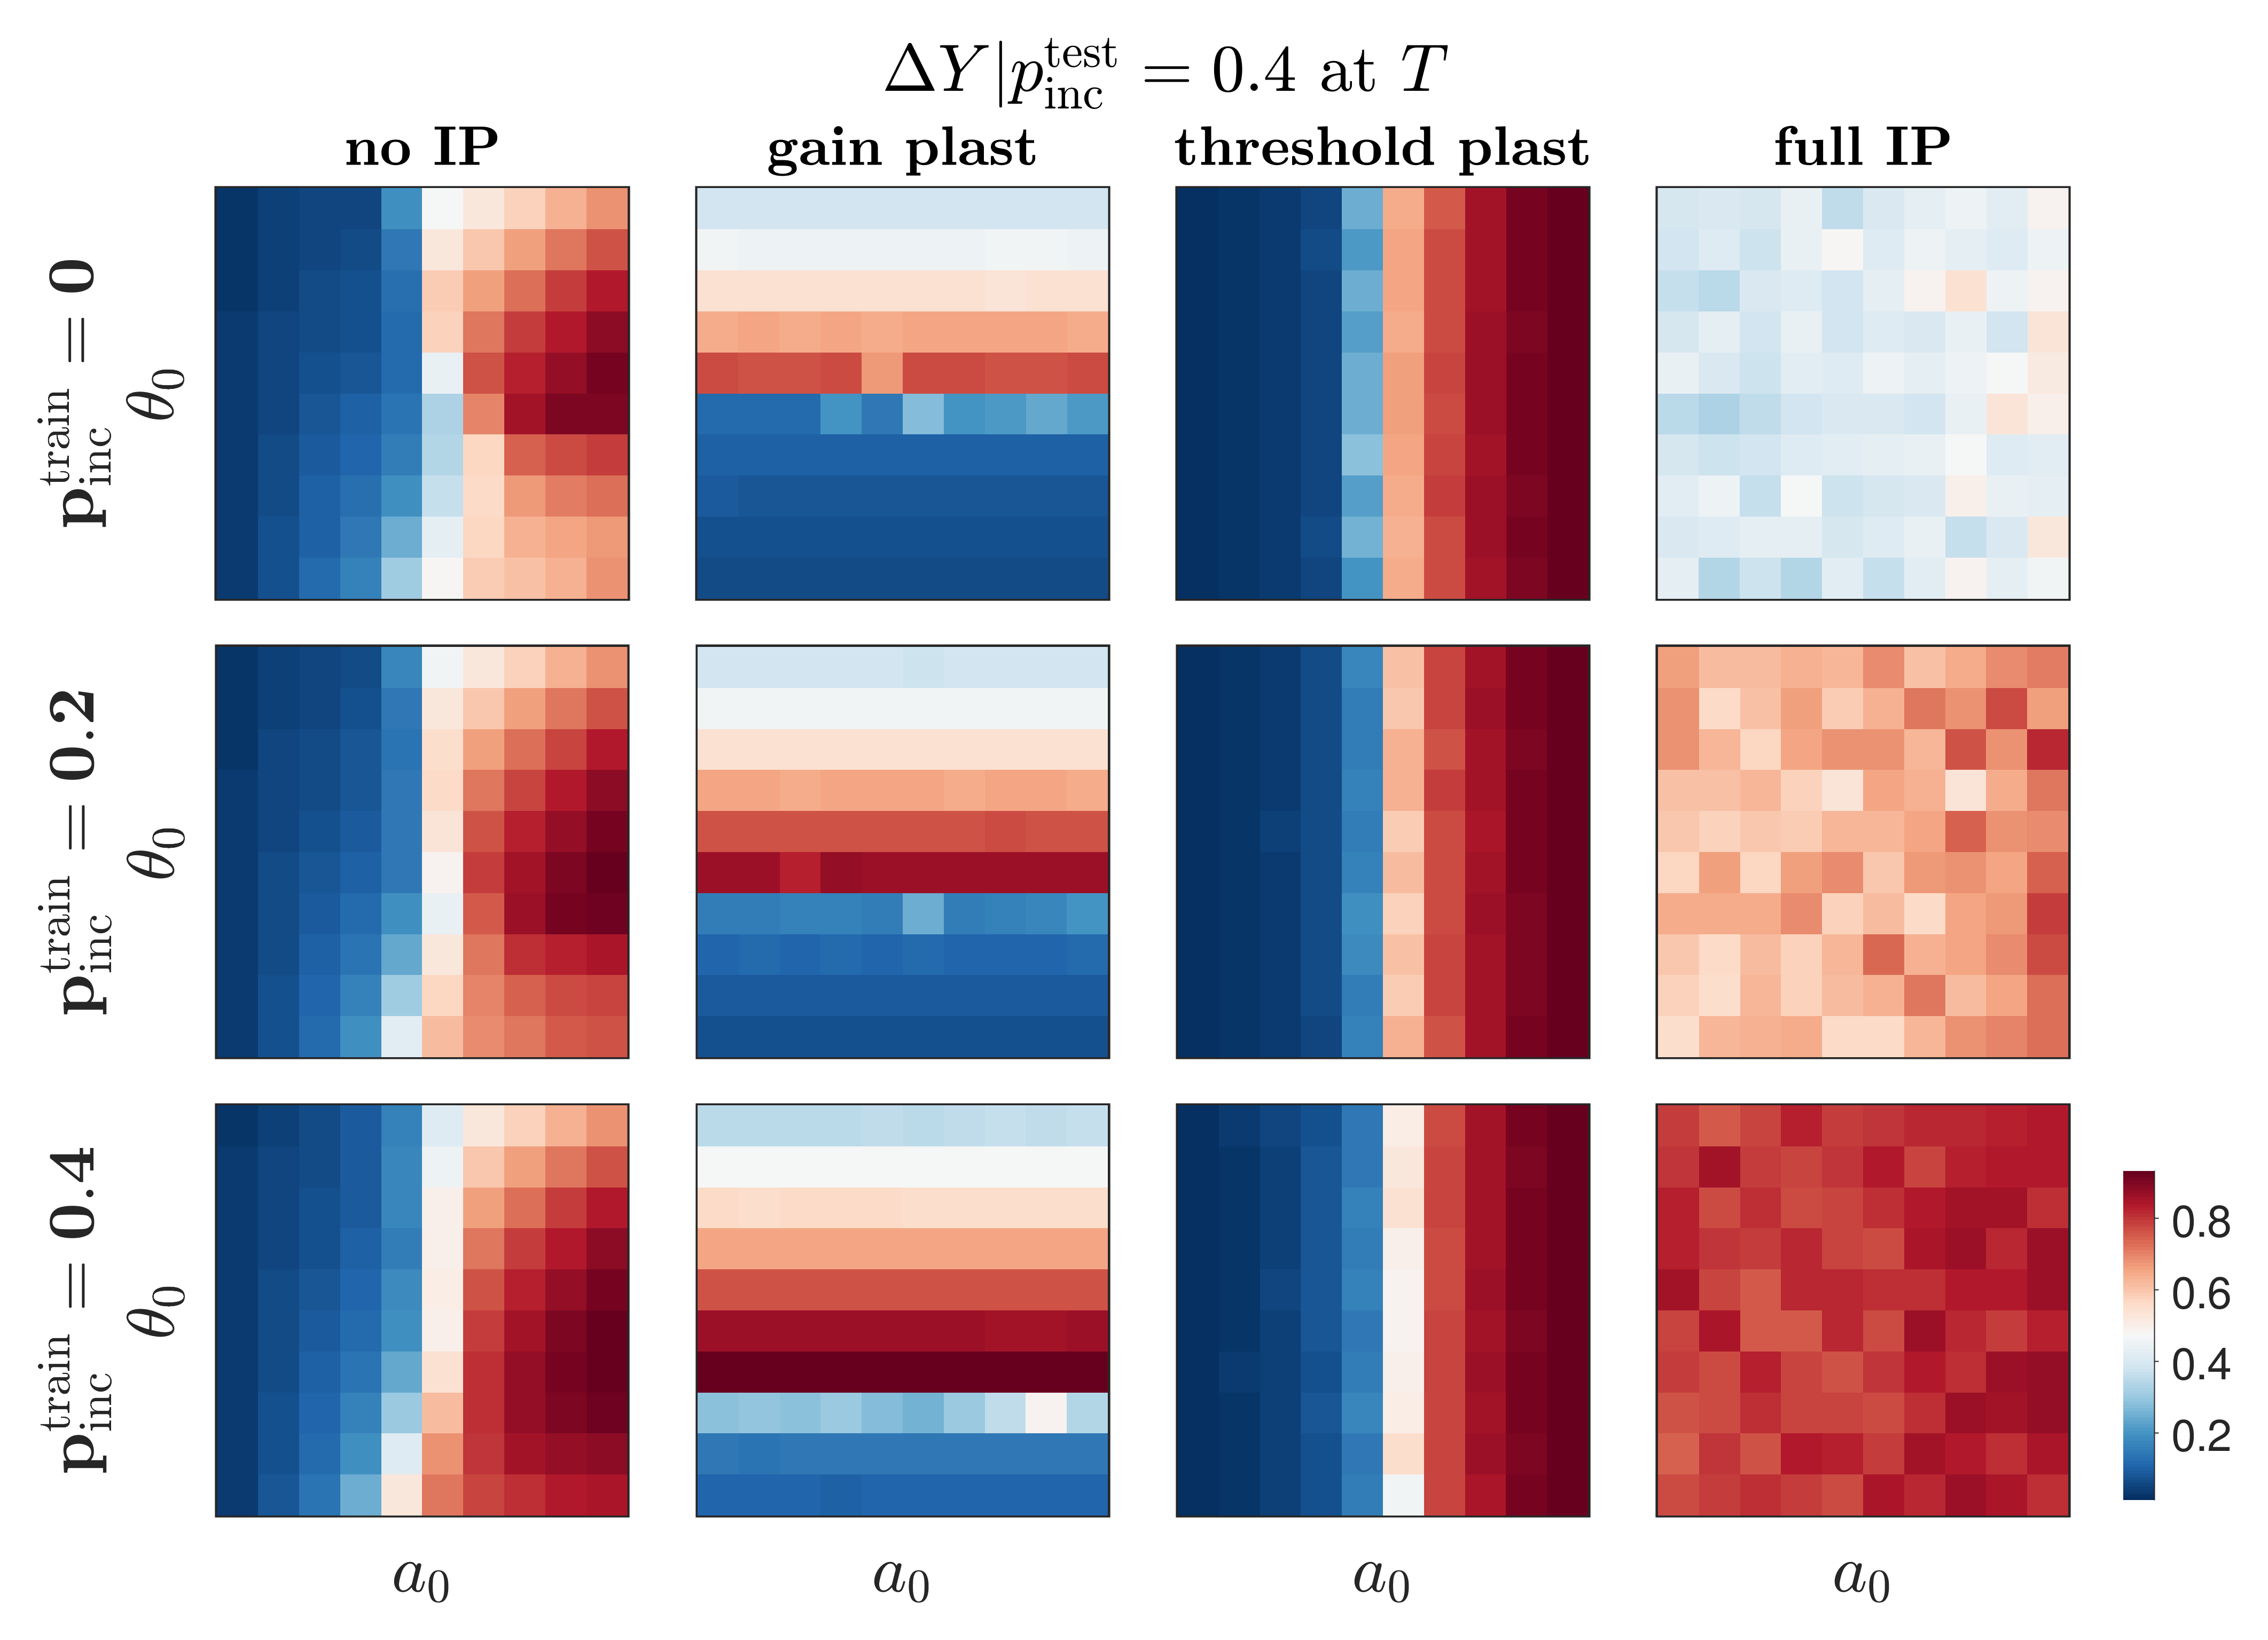 ΔY|p_inc^test = 0.4 at T
no IP gain plast threshold plast full IP
p_inc^train = 0
θ₀
p_inc^train = 0.2
θ₀
p_inc^train = 0.4
θ₀
0.8
0.6
0.4
0.2
a₀ a₀ a₀ a₀